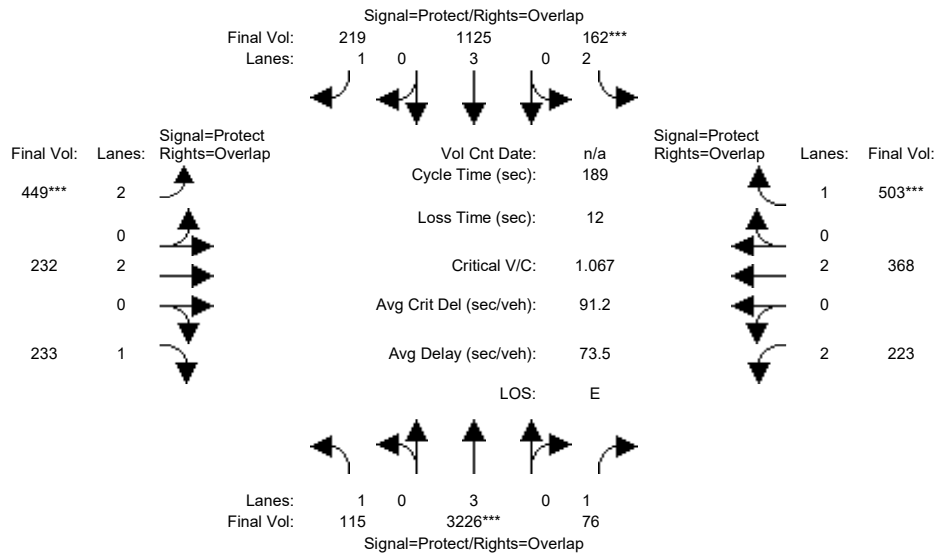 Signal=Protect/Rights=Overlap
Final Vol: 219 1125 162***
Lanes: 1 0 3 0 2
Signal=Protect
Final Vol: Lanes: Rights=Overlap
Vol Cnt Date: n/a
Signal=Protect
Rights=Overlap Lanes: Final Vol:
Cycle Time (sec): 189
449*** 2 1 503***
Loss Time (sec): 12
0 0
232 2 Critical V/C: 1.067 2 368
0 Avg Crit Del (sec/veh): 91.2 0
233 1 Avg Delay (sec/veh): 73.5 2 223
LOS: E
Lanes: 1 0 3 0 1
Final Vol: 115 3226*** 76
Signal=Protect/Rights=Overlap